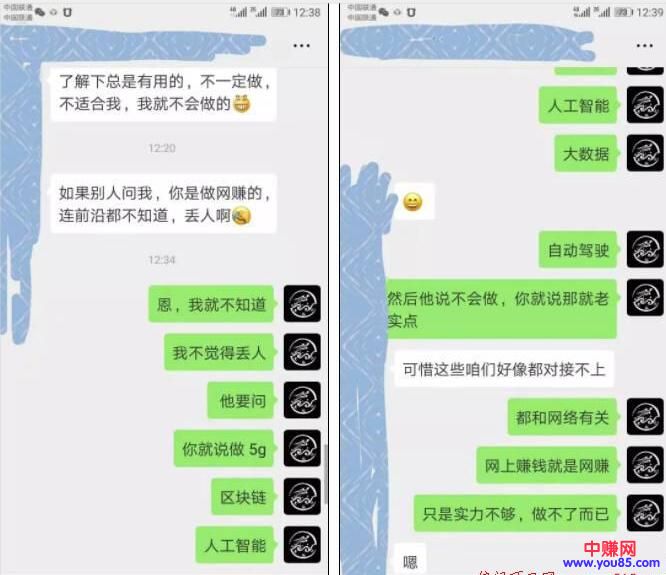 中国联通
中国联通
12:38
了解下总是有用的，不一定做，
不适合我，我就不会做的
12:20
如果别人问我，你是做网赚的，
连前沿都不知道，丢人啊
12:34
恩，我就不知道
我不觉得丢人
他要问
你就说做 5g
区块链
人工智能
中国联通
中国联通
12:39
人工智能
大数据
自动驾驶
然后他说不会做，你就说那就老
实点
可惜这些咱们好像都对接不上
都和网络有关
网上赚钱就是网赚
只是实力不够，做不了而已
嗯
中赚网
www.you85.com